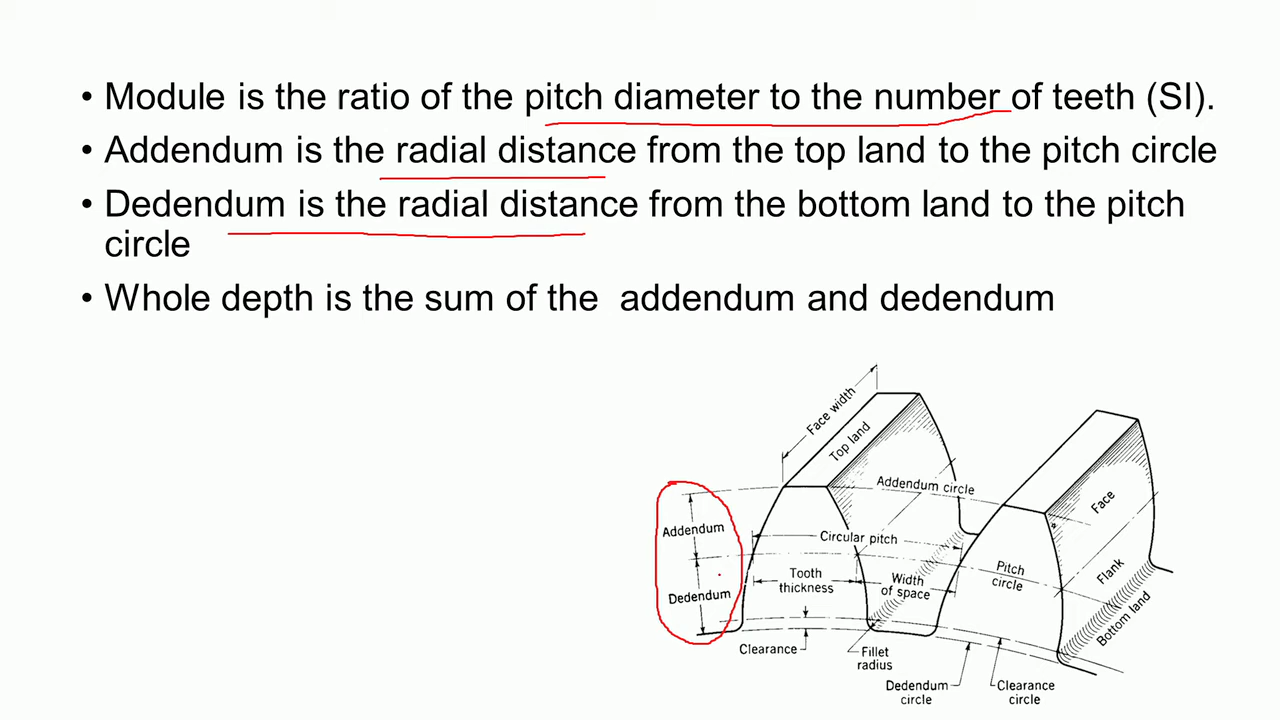 • Module is the ratio of the pitch diameter to the number of teeth (SI).
• Addendum is the radial distance from the top land to the pitch circle
• Dedendum is the radial distance from the bottom land to the pitch
circle
• Whole depth is the sum of the addendum and dedendum
Face width
Top land
Addendum circle
Addendum
Circular pitch
Face
Tooth
thickness
Width
of space
Pitch
circle
Flank
Dedendum
Bottom land
Clearance
Fillet
radius
Dedendum
circle
Clearance
circle